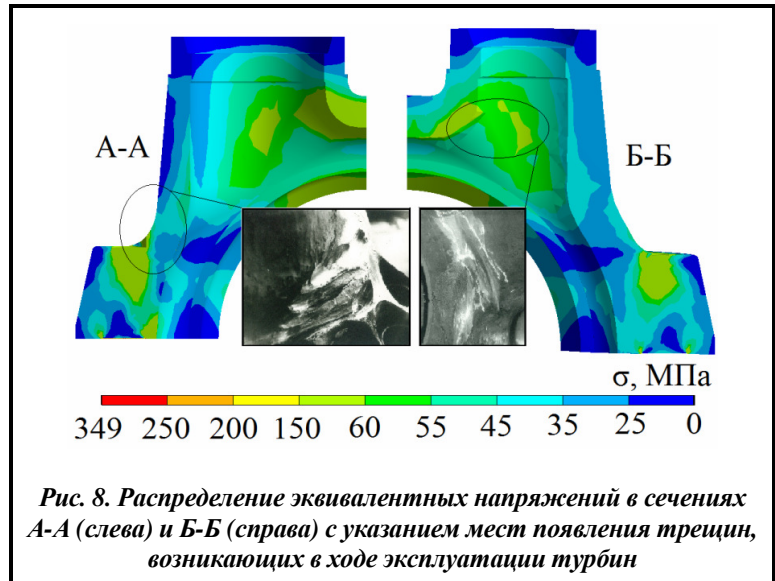 А-А
Б-Б
σ, МПа
349 250 200 150 60 55 45 35 25 0
Рис. 8. Распределение эквивалентных напряжений в сечениях
А-А (слева) и Б-Б (справа) с указанием мест появления трещин,
возникающих в ходе эксплуатации турбин